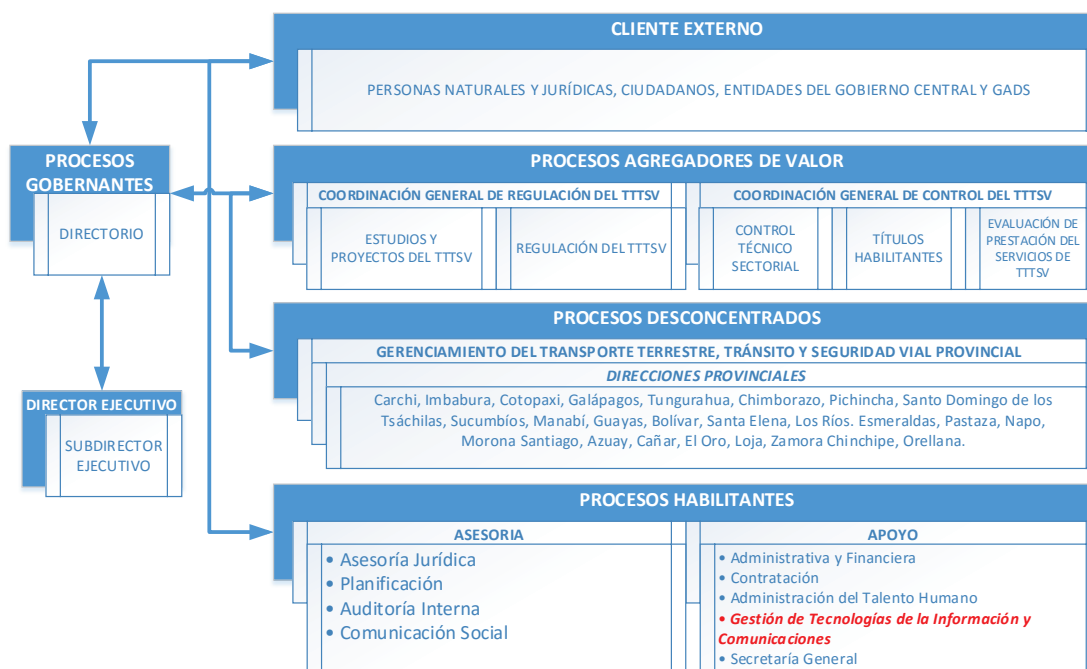 CLIENTE EXTERNO
PERSONAS NATURALES Y JURÍDICAS, CIUDADANOS, ENTIDADES DEL GOBIERNO CENTRAL Y GADS
PROCESOS
GOBERNANTES
DIRECTORIO
DIRECTOR EJECUTIVO
SUBDIRECTOR
EJECUTIVO
PROCESOS AGREGADORES DE VALOR
COORDINACIÓN GENERAL DE REGULACIÓN DEL TTTSV
ESTUDIOS Y
PROYECTOS DEL TTTSV
REGULACIÓN DEL TTTSV
COORDINACIÓN GENERAL DE CONTROL DEL TTTSV
CONTROL
TÉCNICO
SECTORIAL
TÍTULOS
HABILITANTES
EVALUACIÓN DE
PRESTACIÓN DEL
SERVICIOS DE
TTTSV
PROCESOS DESCONCENTRADOS
GERENCIAMIENTO DEL TRANSPORTE TERRESTRE, TRÁNSITO Y SEGURIDAD VIAL PROVINCIAL
DIRECCIONES PROVINCIALES
Carchi, Imbabura, Cotopaxi, Galápagos, Tungurahua, Chimborazo, Pichincha, Santo Domingo de los
Tsáchilas, Sucumbíos, Manabí, Guayas, Bolívar, Santa Elena, Los Ríos. Esmeraldas, Pastaza, Napo,
Morona Santiago, Azuay, Cañar, El Oro, Loja, Zamora Chinchipe, Orellana.
PROCESOS HABILITANTES
ASESORIA
• Asesoría Jurídica
• Planificación
• Auditoría Interna
• Comunicación Social
APOYO
• Administrativa y Financiera
• Contratación
• Administración del Talento Humano
• Gestión de Tecnologías de la Información y
Comunicaciones
• Secretaría General